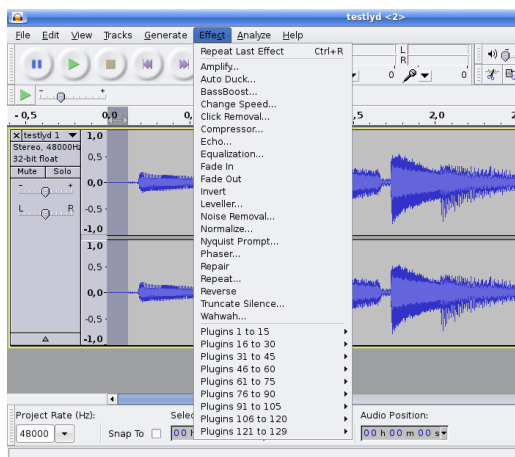 testlyd <2>
File Edit View Tracks Generate Effect Analyze Help
Repeat Last Effect Ctrl+R
Amplify...
Auto Duck...
BassBoost...
Change Speed...
Click Removal...
Compressor...
Echo...
Equalization...
Fade In
Fade Out
Invert
Leveller...
Noise Removal...
Normalize...
Nyquist Prompt...
Phaser...
Repair
Repeat...
Reverse
Truncate Silence...
Wahwah...
Plugins 1 to 15
Plugins 16 to 30
Plugins 31 to 45
Plugins 46 to 60
Plugins 61 to 75
Plugins 76 to 90
Plugins 91 to 105
Plugins 106 to 120
Plugins 121 to 129
L
R
0 0
- +
- 0,5 0,0 0, ,5 2,0 2
testlyd 1 1,0
Stereo, 48000Hz
32-bit float 0,5
Mute Solo
- + 0,0
L R -0,5
-1,0
1,0
0,5
0,0
-0,5
-1,0
Project Rate (Hz): Selec Audio Position:
48000 Snap To 00 h 00 h 00 m 00 s